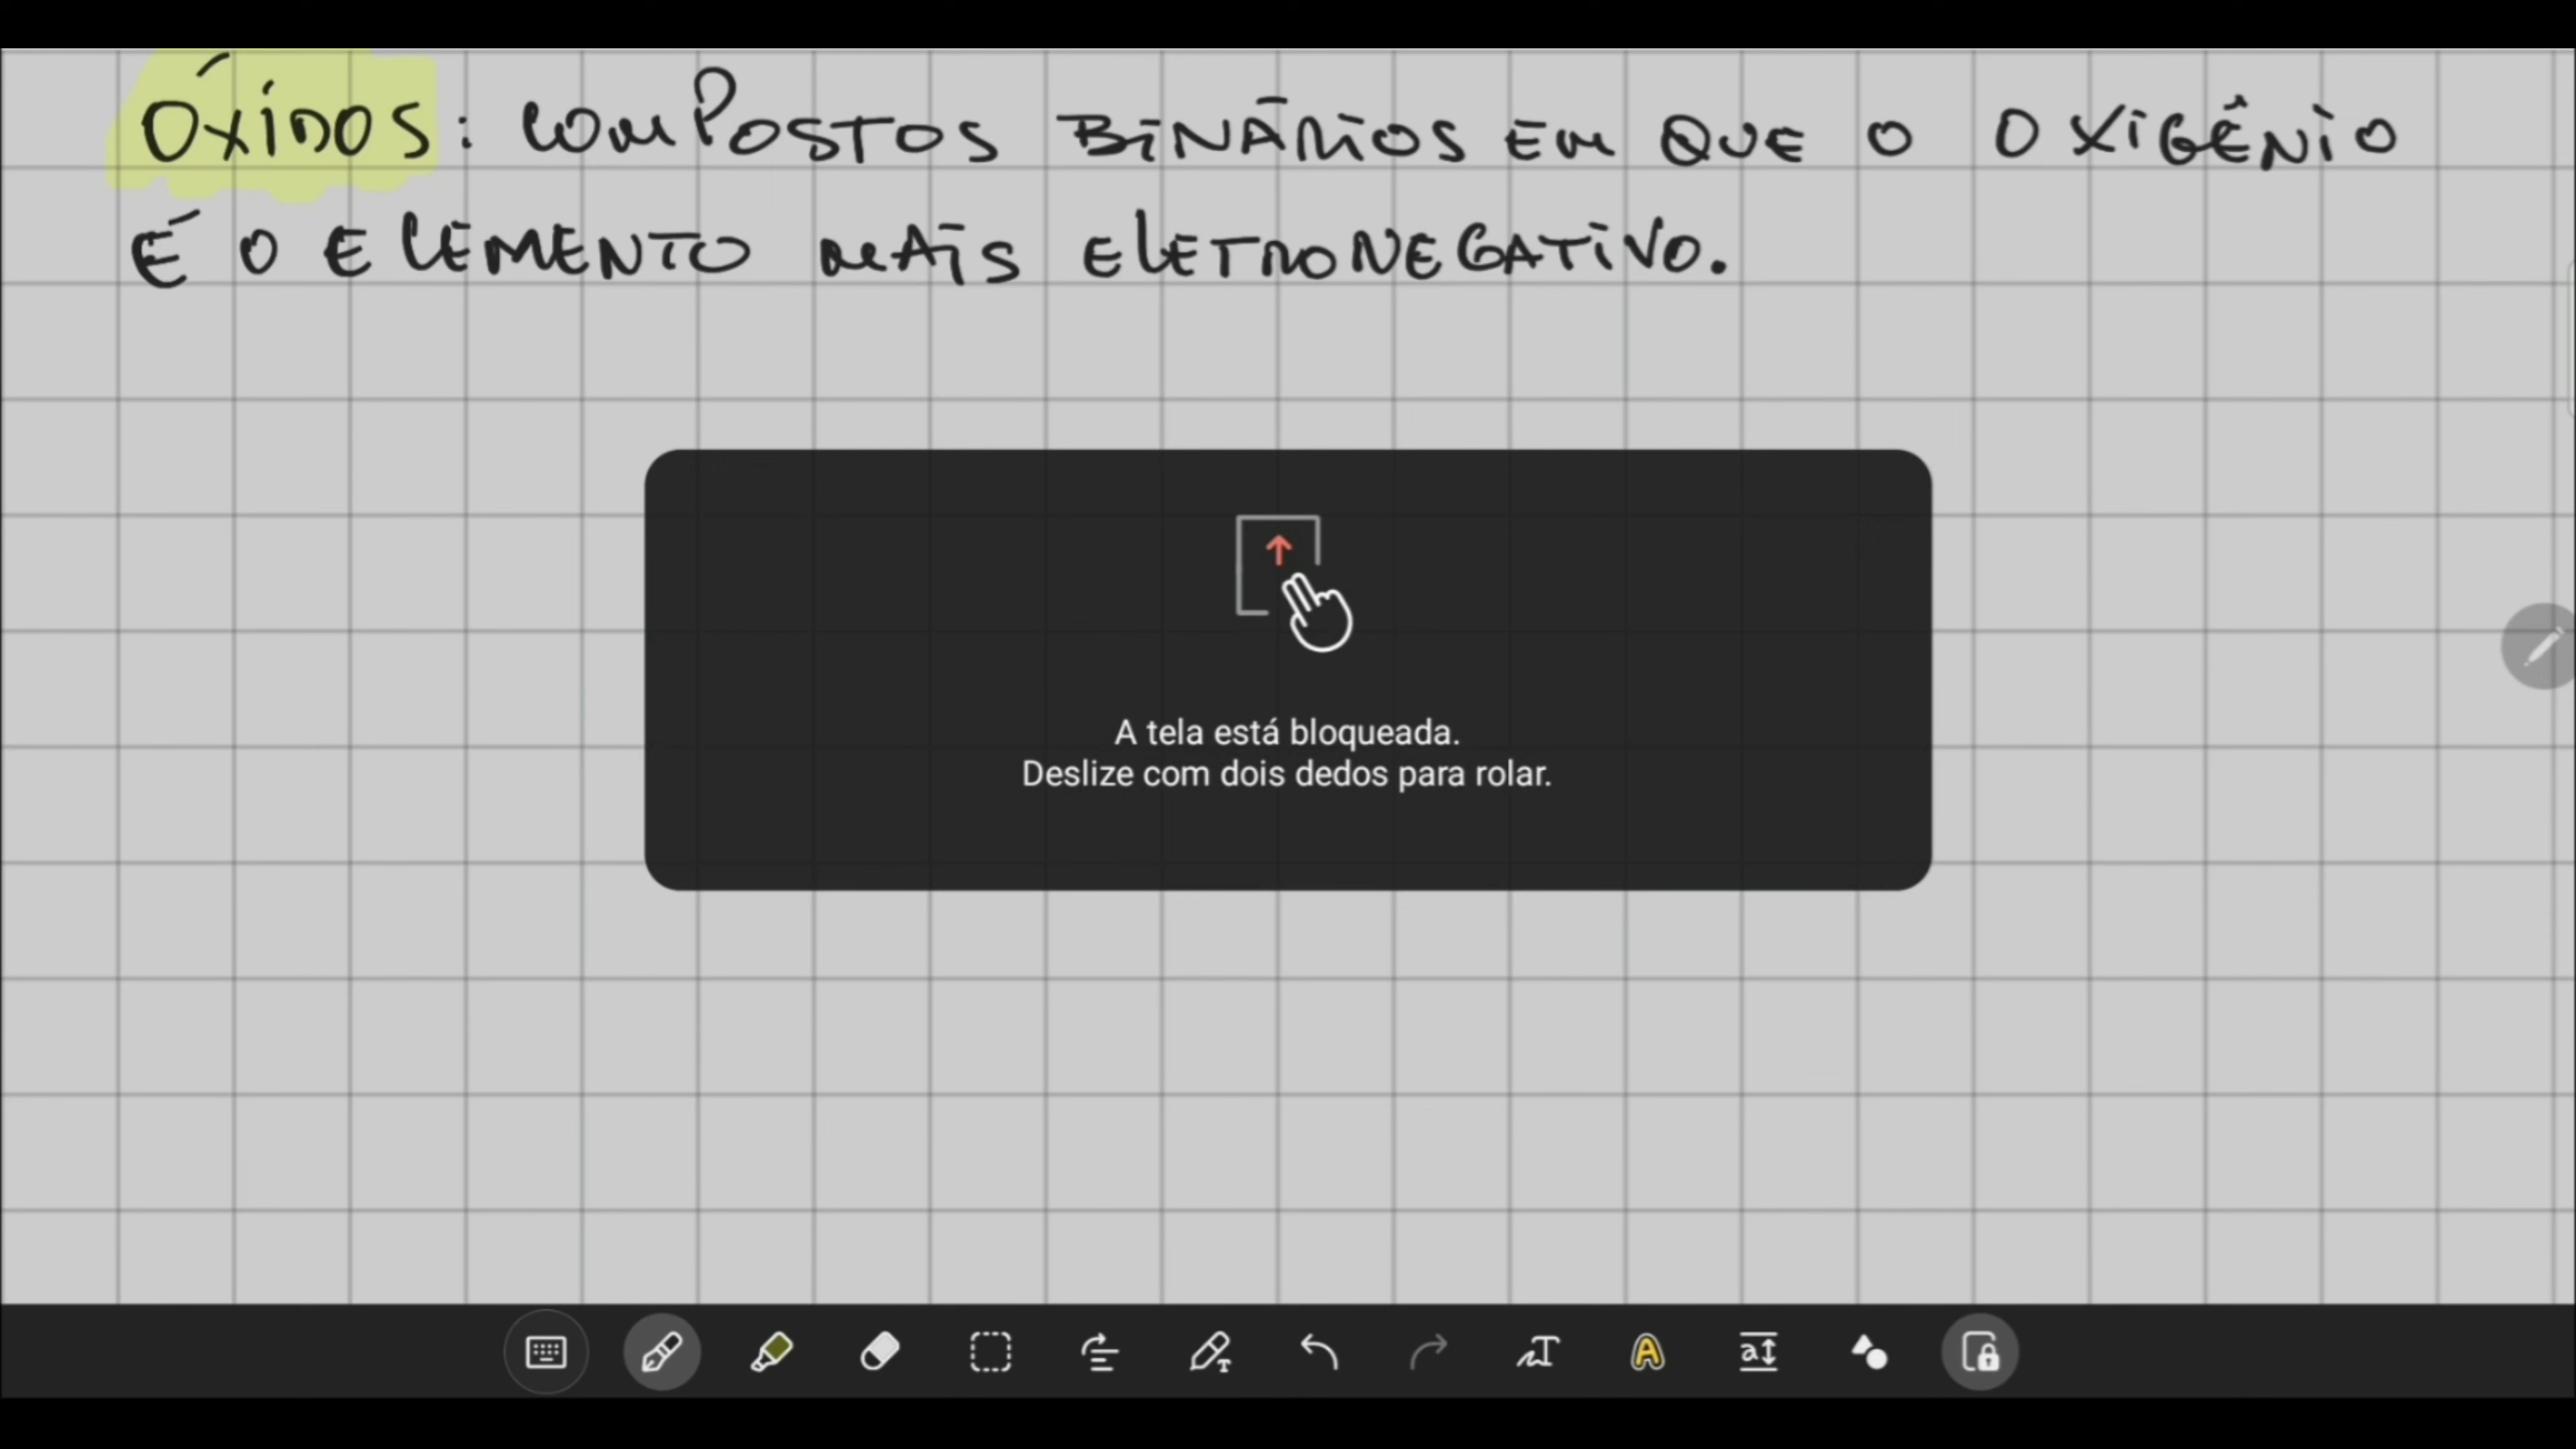 ÓXIDOS: COMPOSTOS BINÁRIOS EM QUE O OXIGÊNIO
É O ELEMENTO MAIS ELETRONEGATIVO.
A tela está bloqueada.
Deslize com dois dedos para rolar.